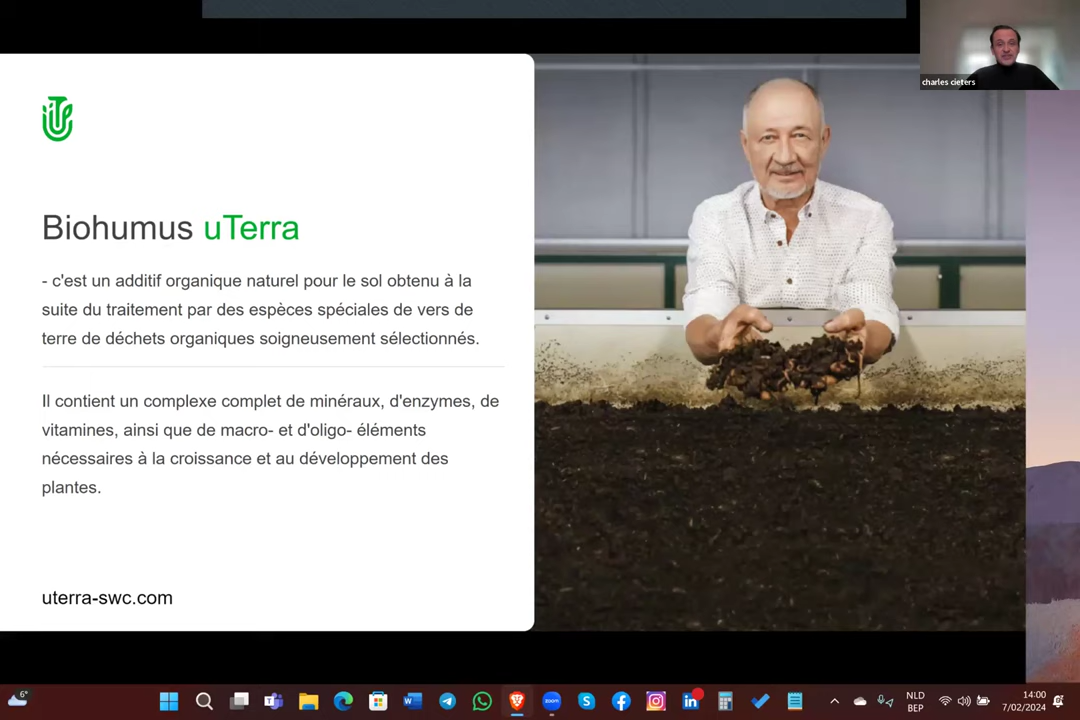 charles cieters
Biohumus uTerra
- c'est un additif organique naturel pour le sol obtenu à la
suite du traitement par des espèces spéciales de vers de
terre de déchets organiques soigneusement sélectionnés.
Il contient un complexe complet de minéraux, d'enzymes, de
vitamines, ainsi que de macro- et d'oligo- éléments
nécessaires à la croissance et au développement des
plantes.
uterra-swc.com
6°
zoom
NLD
BEP
14:00
7/02/2024